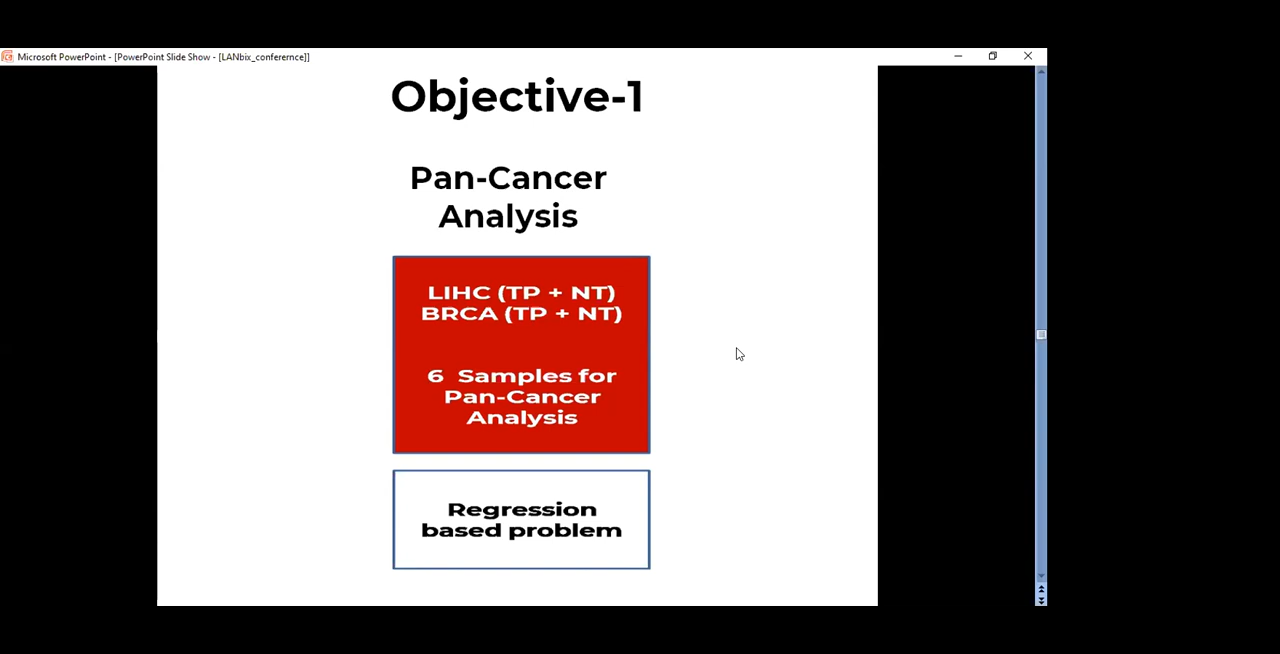 Microsoft PowerPoint - [PowerPoint Slide Show - [LANbix_conferernce]]
Objective-1
Pan-Cancer
Analysis
LIHC (TP + NT)
BRCA (TP + NT)
6 Samples for
Pan-Cancer
Analysis
Regression
based problem